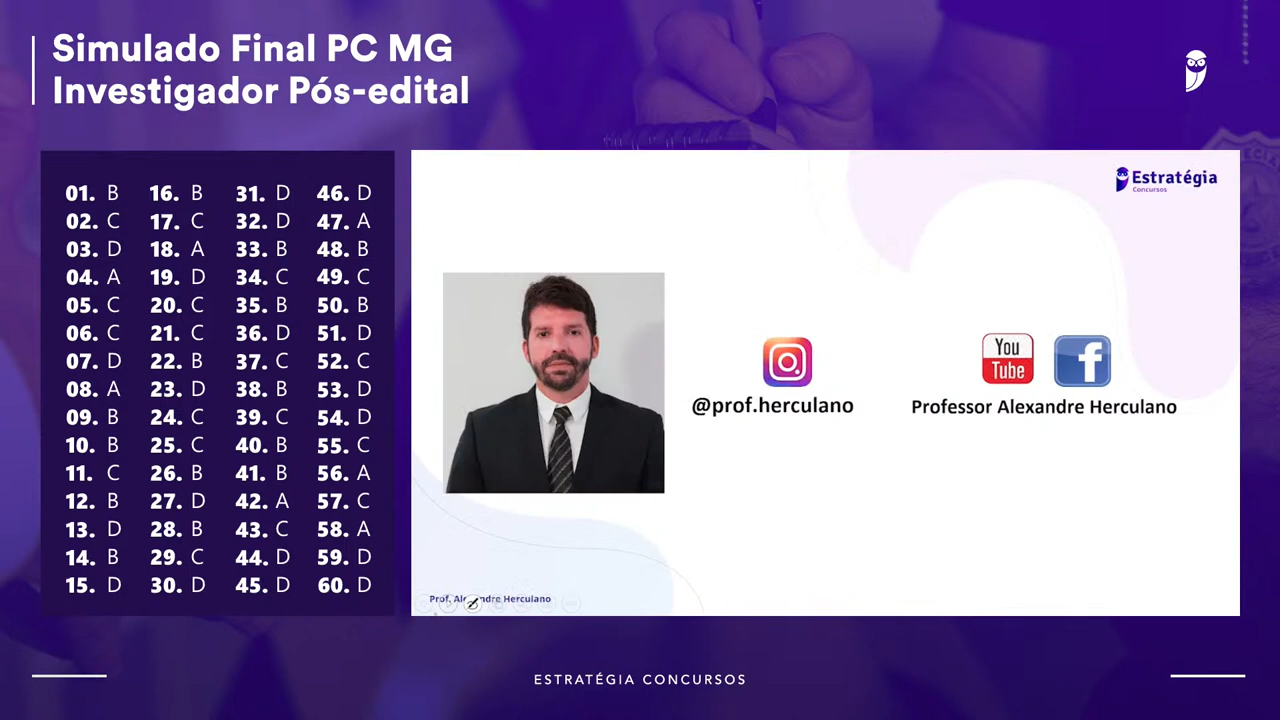 Simulado Final PC MG
Investigador Pós-edital
01. B
02. C
03. D
04. A
05. C
06. C
07. D
08. A
09. B
10. B
11. C
12. B
13. D
14. B
15. D
16. B
17. C
18. A
19. D
20. C
21. C
22. B
23. D
24. C
25. C
26. B
27. D
28. B
29. C
30. D
31. D
32. D
33. B
34. C
35. B
36. D
37. C
38. B
39. C
40. B
41. B
42. A
43. C
44. D
45. D
46. D
47. A
48. B
49. C
50. B
51. D
52. C
53. D
54. D
55. C
56. A
57. C
58. A
59. D
60. D
Estratégia
Concursos
You
Tube
f
@prof.herculano
Professor Alexandre Herculano
Prof. Alexandre Herculano
ESTRATÉGIA CONCURSOS